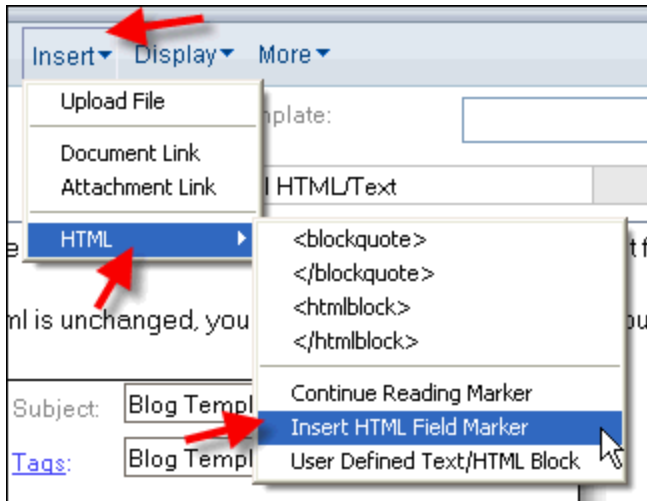 Insert Display More
Upload File
plate:
Document Link
Attachment Link
HTML/Text
HTML
<blockquote>
</blockquote>
<htmlblock>
</htmlblock>
ml is unchanged, you
Continue Reading Marker
Subject: Blog Templ
Insert HTML Field Marker
Tags: Blog Templ
User Defined Text/HTML Block